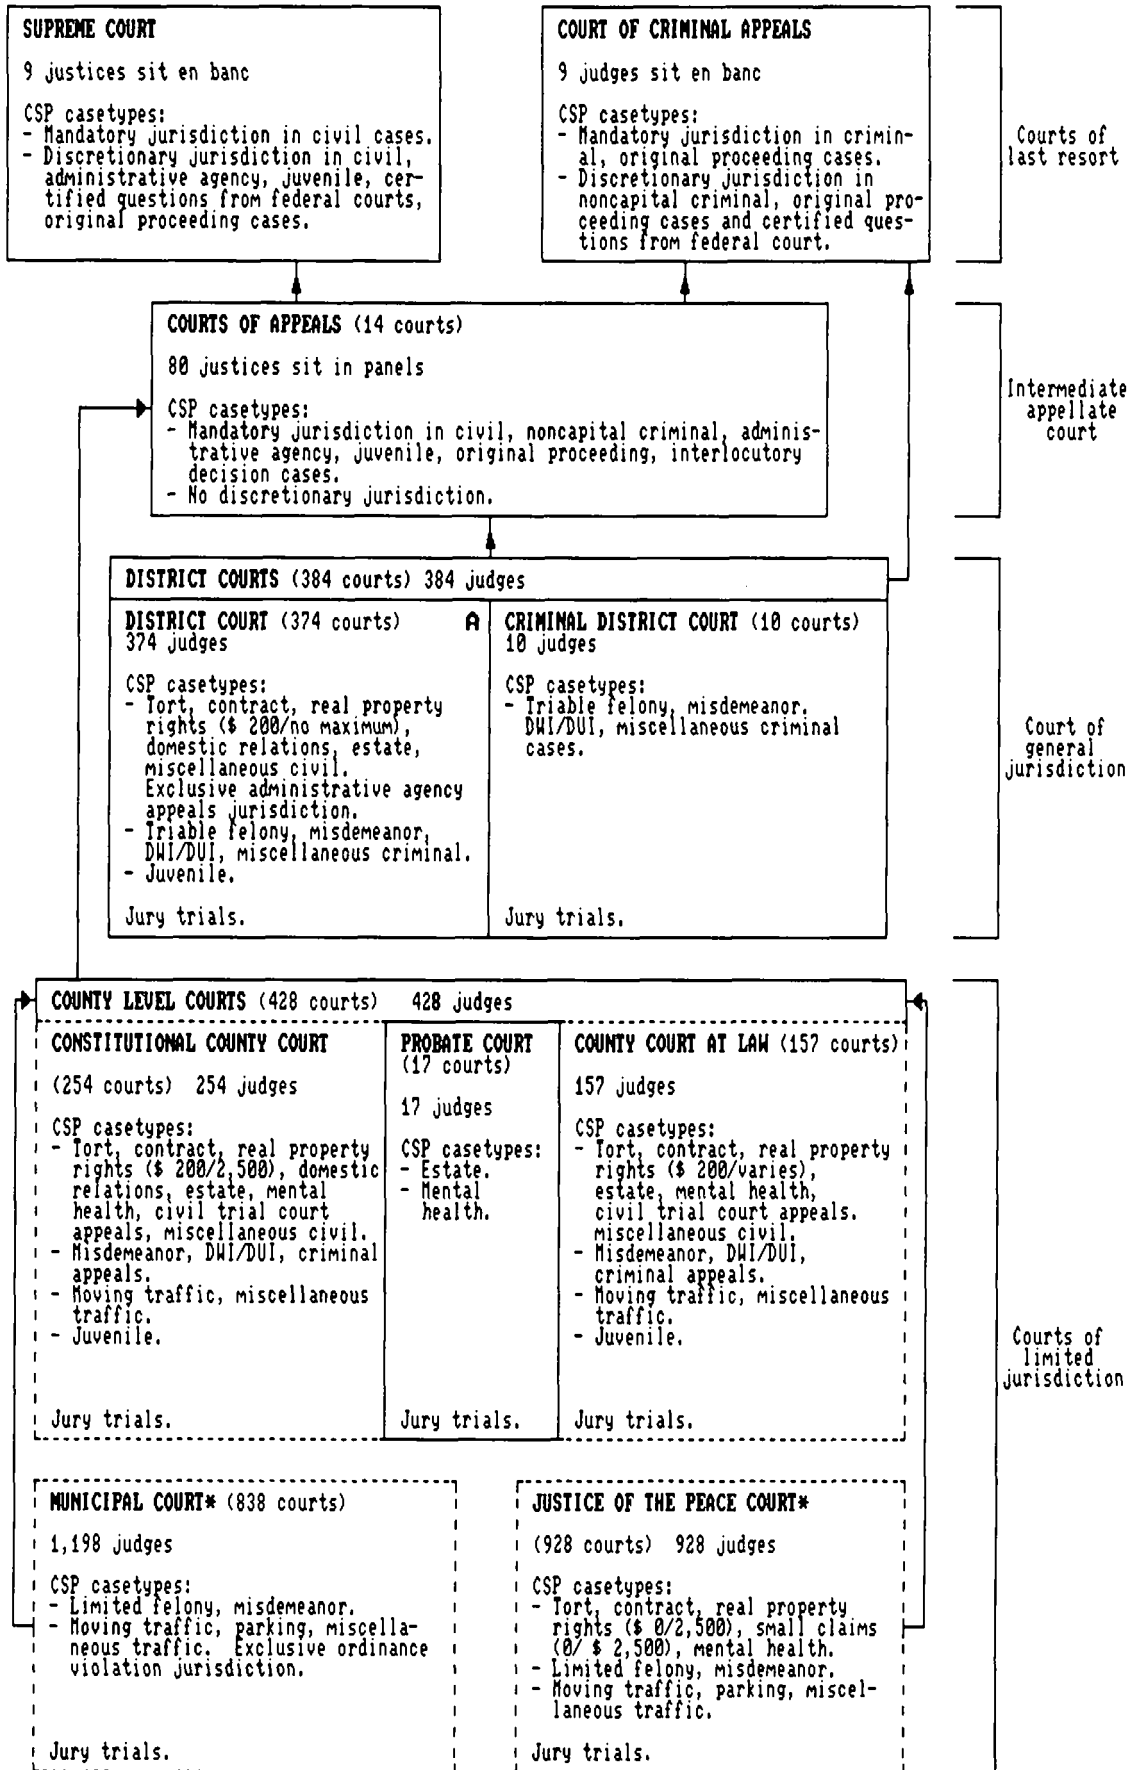 SUPREME COURT
9 justices sit en banc
CSP casetypes:
- Mandatory jurisdiction in civil cases.
- Discretionary jurisdiction in civil,
administrative agency, juvenile, cer-
tified questions from federal courts,
original proceeding cases.
COURT OF CRIMINAL APPEALS
9 judges sit en banc
CSP casetypes:
- Mandatory jurisdiction in crimin-
al, original proceeding cases.
- Discretionary jurisdiction in
noncapital criminal, original pro-
ceeding cases and certified ques-
tions from federal court.
Courts of
last resort
COURTS OF APPEALS (14 courts)
80 justices sit in panels
CSP casetypes:
- Mandatory jurisdiction in civil, noncapital criminal, adminis-
trative agency, juvenile, original proceeding, interlocutory
decision cases.
- No discretionary jurisdiction.
Intermediate
appellate
court
DISTRICT COURTS (384 courts) 384 judges
DISTRICT COURT (374 courts) A
374 judges
CSP casetypes:
- Tort, contract, real property
rights ($ 200/no maximum),
domestic relations, estate,
miscellaneous civil.
Exclusive administrative agency
appeals jurisdiction.
- Triable felony, misdemeanor,
DWI/DUI, miscellaneous criminal.
- Juvenile.
Jury trials.
CRIMINAL DISTRICT COURT (10 courts)
10 judges
CSP casetypes:
- Triable felony, misdemeanor.
DWI/DUI, miscellaneous criminal
cases.
Jury trials.
Court of
general
jurisdiction
COUNTY LEVEL COURTS (428 courts) 428 judges
CONSTITUTIONAL COUNTY COURT
(254 courts) 254 judges
CSP casetypes:
- Tort, contract, real property
rights ($ 200/2,500), domestic
relations, estate, mental
health, civil trial court
appeals, miscellaneous civil.
- Misdemeanor, DWI/DUI, criminal
appeals.
- Moving traffic, miscellaneous
traffic.
- Juvenile.
Jury trials.
PROBATE COURT
(17 courts)
17 judges
CSP casetypes:
- Estate.
- Mental
health.
Jury trials.
COUNTY COURT AT LAW (157 courts)
157 judges
CSP casetypes:
- Tort, contract, real property
rights ($ 200/varies),
estate, mental health,
civil trial court appeals.
miscellaneous civil.
- Misdemeanor, DWI/DUI,
criminal appeals.
- Moving traffic, miscellaneous
traffic.
- Juvenile.
Jury trials.
Courts of
limited
jurisdiction
MUNICIPAL COURT* (838 courts)
1,198 judges
CSP casetypes:
- Limited felony, misdemeanor.
- Moving traffic, parking, miscella-
neous traffic. Exclusive ordinance
violation jurisdiction.
Jury trials.
JUSTICE OF THE PEACE COURT*
(928 courts) 928 judges
CSP casetypes:
- Tort, contract, real property
rights ($ 0/2,500), small claims
(0/ $ 2,500), mental health.
- Limited felony, misdemeanor.
- Moving traffic, parking, miscel-
laneous traffic.
Jury trials.